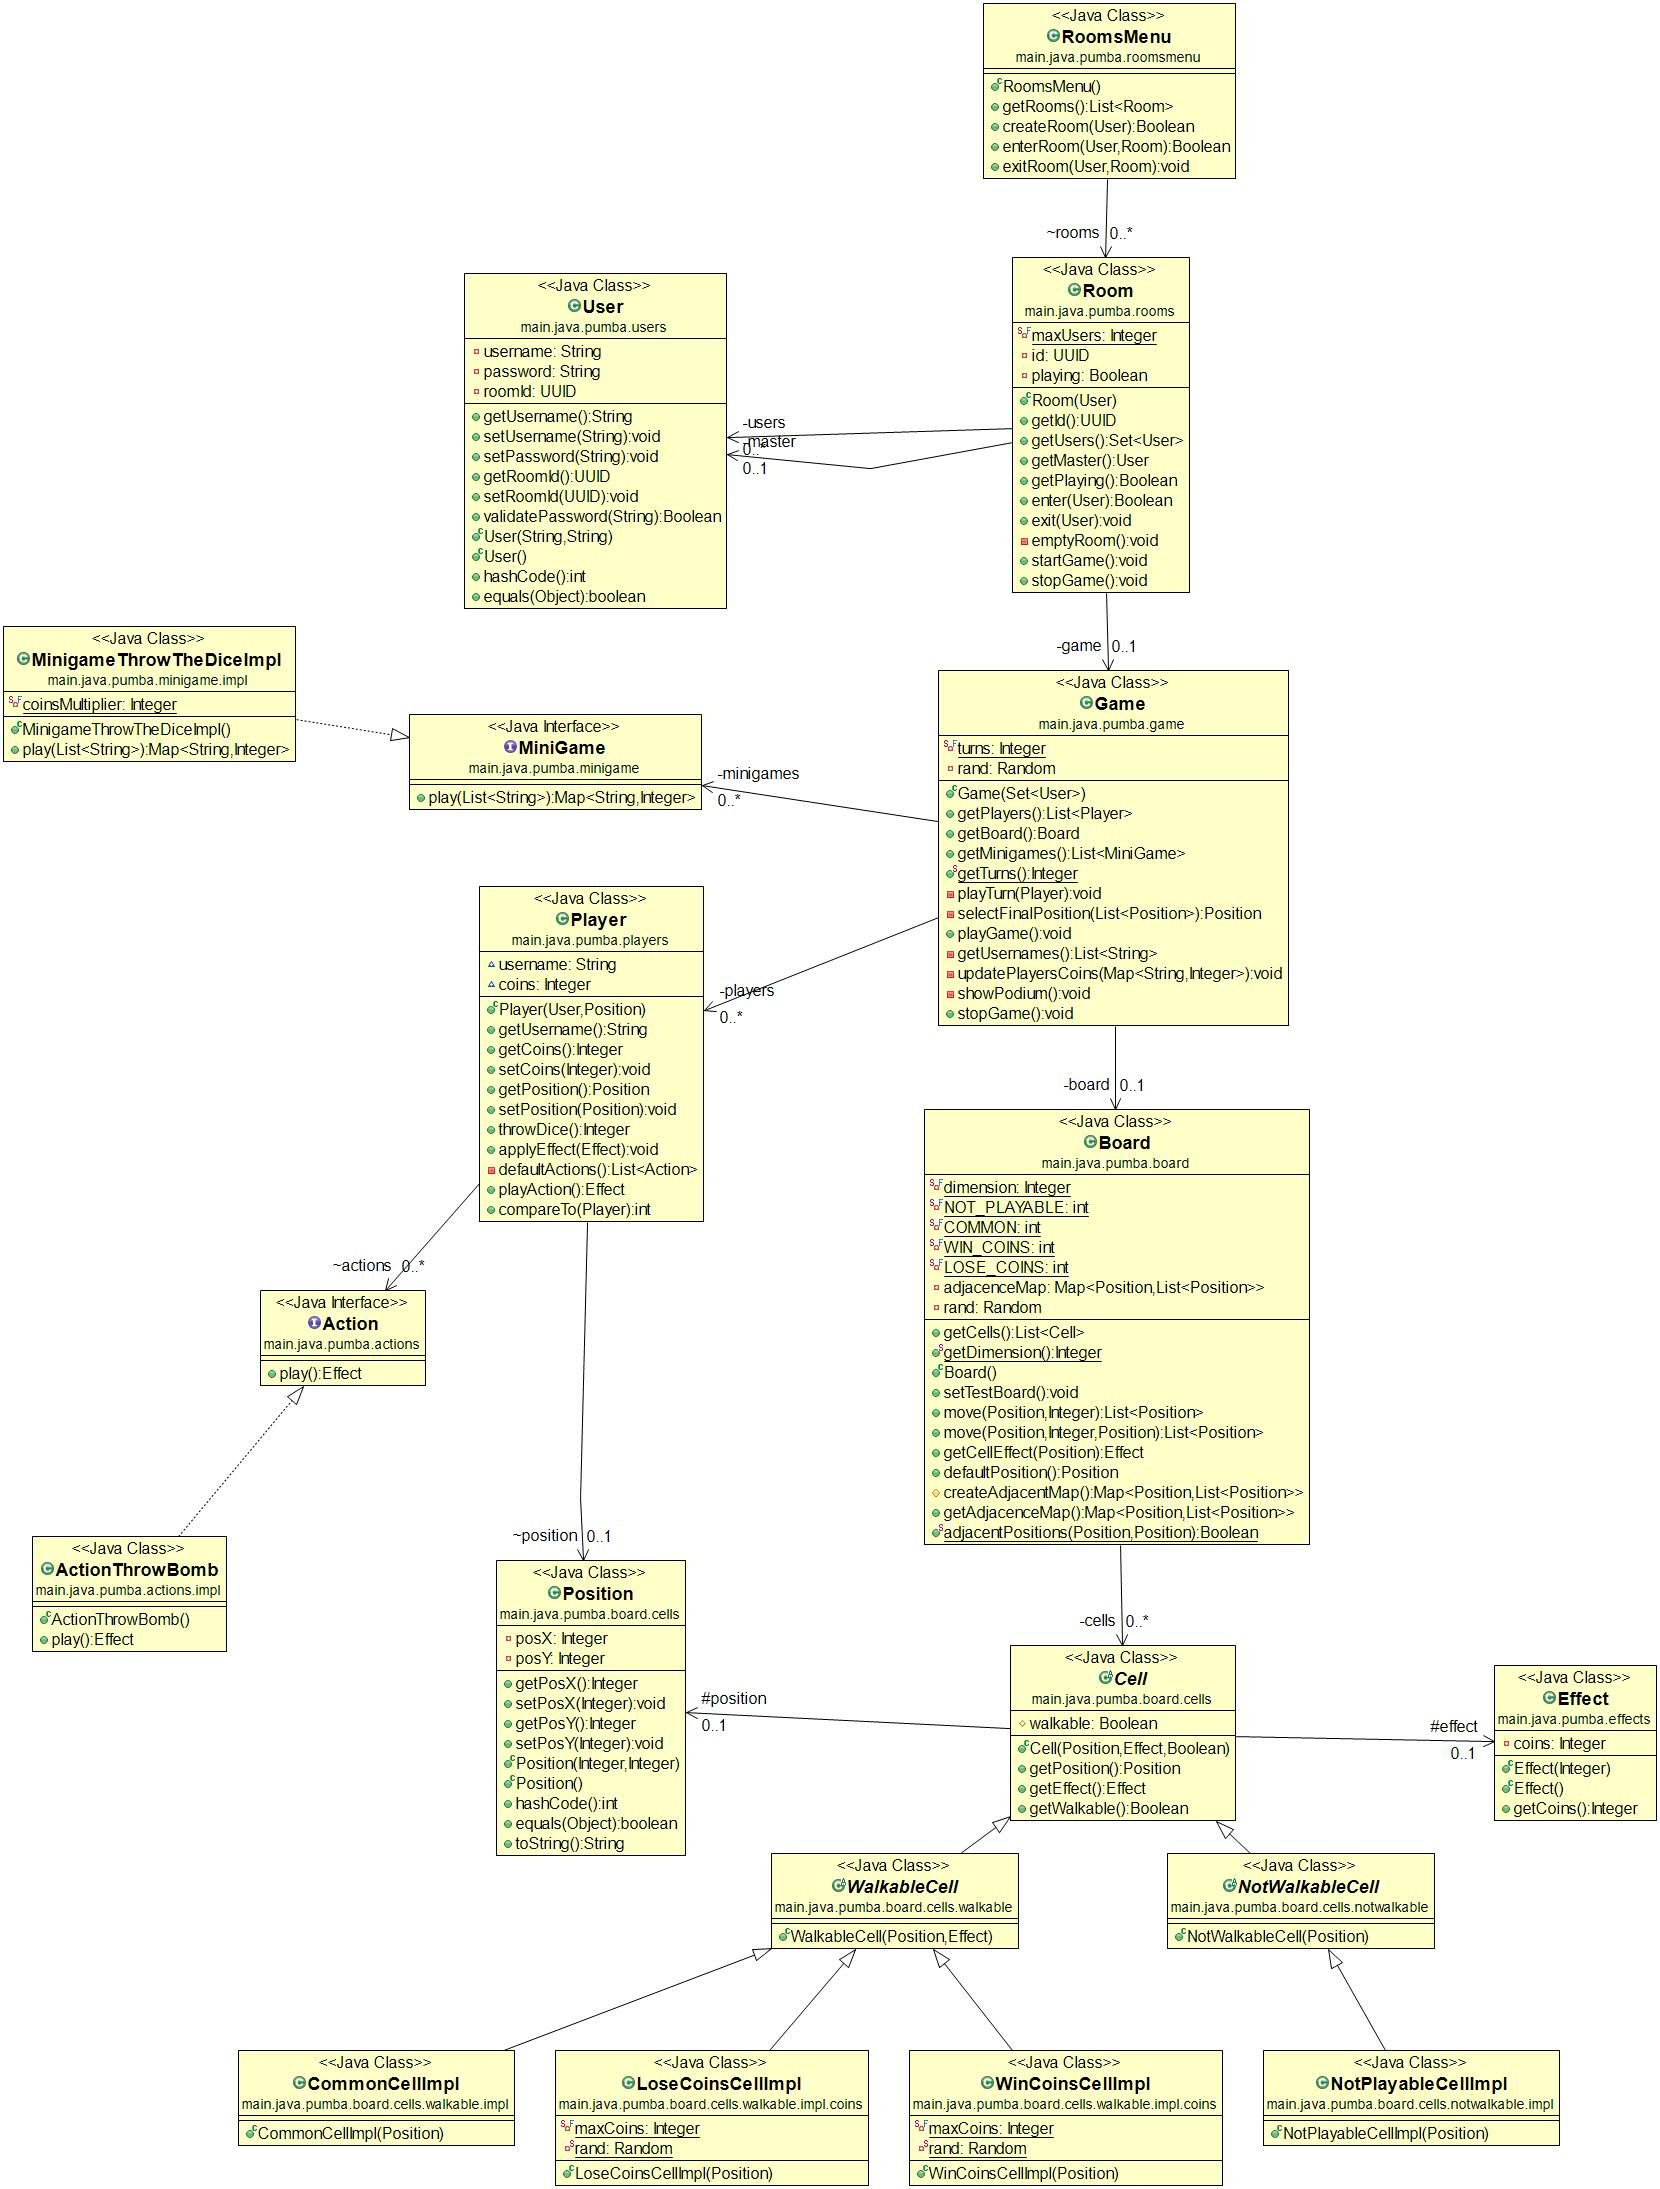 <<Java Class>>
RoomsMenu
main.java.pumba.roomsmenu
RoomsMenu()
getRooms():List<Room>
createRoom(User):Boolean
enterRoom(User,Room):Boolean
exitRoom(User,Room):void
~rooms 0..*
<<Java Class>>
Room
main.java.pumba.rooms
maxUsers: Integer
id: UUID
playing: Boolean
Room(User)
getId():UUID
getUsers():Set<User>
getMaster():User
getPlaying():Boolean
enter(User):Boolean
exit(User):void
emptyRoom():void
startGame():void
stopGame():void
<<Java Class>>
User
main.java.pumba.users
username: String
password: String
roomId: UUID
getUsername():String
setUsername(String):void
setPassword(String):void
getRoomId():UUID
setRoomId(UUID):void
validatePassword(String):Boolean
User(String,String)
User()
hashCode():int
equals(Object):boolean
-users
-master
0..*
0..1
-game 0..1
<<Java Class>>
MinigameThrowTheDiceImpl
main.java.pumba.minigame.impl
coinsMultiplier: Integer
MinigameThrowTheDiceImpl()
play(List<String>):Map<String,Integer>
<<Java Interface>>
MiniGame
main.java.pumba.minigame
play(List<String>):Map<String,Integer>
-minigames
0..*
<<Java Class>>
Game
main.java.pumba.game
turns: Integer
rand: Random
Game(Set<User>)
getPlayers():List<Player>
getBoard():Board
getMinigames():List<MiniGame>
getTurns():Integer
playTurn(Player):void
selectFinalPosition(List<Position>):Position
playGame():void
getUsernames():List<String>
updatePlayersCoins(Map<String,Integer>):void
showPodium():void
stopGame():void
<<Java Class>>
Player
main.java.pumba.players
username: String
coins: Integer
Player(User,Position)
getUsername():String
getCoins():Integer
setCoins(Integer):void
getPosition():Position
setPosition(Position):void
throwDice():Integer
applyEffect(Effect):void
defaultActions():List<Action>
playAction():Effect
compareTo(Player):int
-players
0..*
-board 0..1
<<Java Class>>
Board
main.java.pumba.board
dimension: Integer
NOT_PLAYABLE: int
COMMON: int
WIN_COINS: int
LOSE_COINS: int
adjacenceMap: Map<Position,List<Position>>
rand: Random
getCells():List<Cell>
getDimension():Integer
Board()
setTestBoard():void
move(Position,Integer):List<Position>
move(Position,Integer,Position):List<Position>
getCellEffect(Position):Effect
defaultPosition():Position
createAdjacentMap():Map<Position,List<Position>>
getAdjacenceMap():Map<Position,List<Position>>
adjacentPositions(Position,Position):Boolean
~actions 0..*
<<Java Interface>>
Action
main.java.pumba.actions
play():Effect
<<Java Class>>
ActionThrowBomb
main.java.pumba.actions.impl
ActionThrowBomb()
play():Effect
~position 0..1
<<Java Class>>
Position
main.java.pumba.board.cells
posX: Integer
posY: Integer
getPosX():Integer
setPosX(Integer):void
getPosY():Integer
setPosY(Integer):void
Position(Integer,Integer)
Position()
hashCode():int
equals(Object):boolean
toString():String
-cells 0..*
#position
0..1
<<Java Class>>
Cell
main.java.pumba.board.cells
walkable: Boolean
Cell(Position,Effect,Boolean)
getPosition():Position
getEffect():Effect
getWalkable():Boolean
#effect
0..1
<<Java Class>>
Effect
main.java.pumba.effects
coins: Integer
Effect(Integer)
Effect()
getCoins():Integer
<<Java Class>>
WalkableCell
main.java.pumba.board.cells.walkable
WalkableCell(Position,Effect)
<<Java Class>>
NotWalkableCell
main.java.pumba.board.cells.notwalkable
NotWalkableCell(Position)
<<Java Class>>
CommonCellImpl
main.java.pumba.board.cells.walkable.impl
CommonCellImpl(Position)
<<Java Class>>
LoseCoinsCellImpl
main.java.pumba.board.cells.walkable.impl.coins
maxCoins: Integer
rand: Random
LoseCoinsCellImpl(Position)
<<Java Class>>
WinCoinsCellImpl
main.java.pumba.board.cells.walkable.impl.coins
maxCoins: Integer
rand: Random
WinCoinsCellImpl(Position)
<<Java Class>>
NotPlayableCellImpl
main.java.pumba.board.cells.notwalkable.impl
NotPlayableCellImpl(Position)